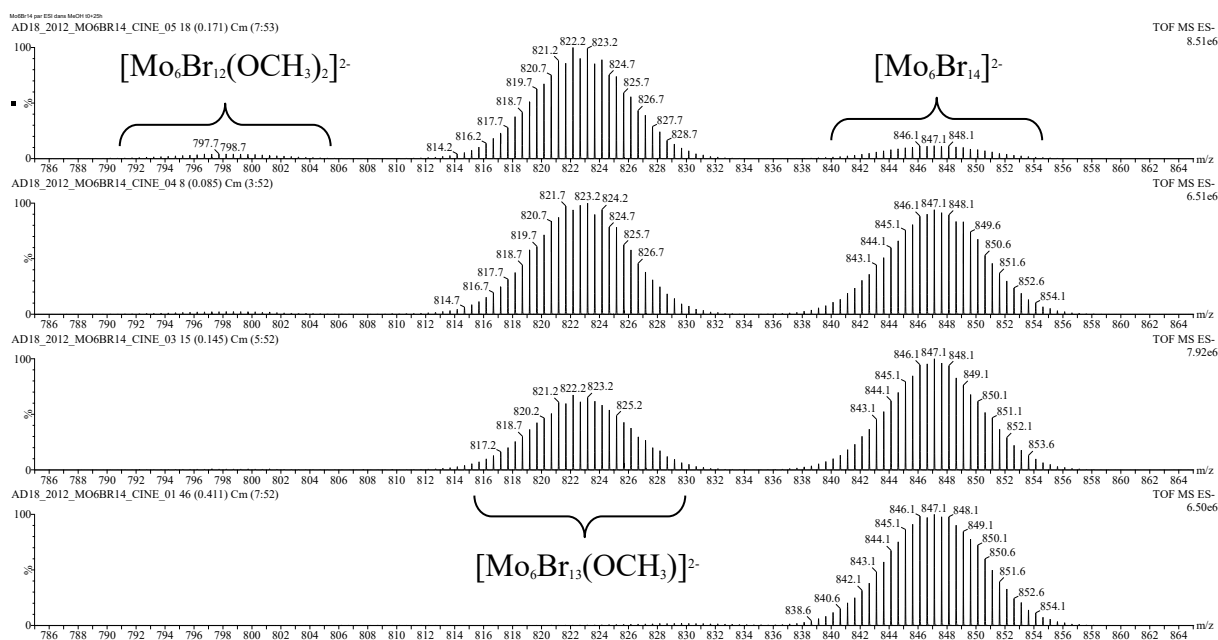 Mo6Br14 par ESI dans MeOH t0+25h
AD18_2012_MO6BR14_CINE_05 18 (0.171) Cm (7:53)
TOF MS ES-
8.51e6
[Mo₆Br₁₂(OCH₃)₂]²⁻
[Mo₆Br₁₄]²⁻
100
%
0
797.7 798.7
814.2 816.2 817.7 818.7 819.7 820.7 821.2 822.2 823.2 824.7 825.7 826.7 827.7 828.7
846.1 847.1 848.1
786 788 790 792 794 796 798 800 802 804 806 808 810 812 814 816 818 820 822 824 826 828 830 832 834 836 838 840 842 844 846 848 850 852 854 856 858 860 862 864 m/z
AD18_2012_MO6BR14_CINE_04 8 (0.085) Cm (3:52)
TOF MS ES-
6.51e6
100
%
0
814.7 816.7 817.7 818.7 819.7 820.7 821.7 823.2 824.2 824.7 825.7 826.7
843.1 844.1 845.1 846.1 847.1 848.1 849.6 850.6 851.6 852.6 854.1
786 788 790 792 794 796 798 800 802 804 806 808 810 812 814 816 818 820 822 824 826 828 830 832 834 836 838 840 842 844 846 848 850 852 854 856 858 860 862 864 m/z
AD18_2012_MO6BR14_CINE_03 15 (0.145) Cm (5:52)
TOF MS ES-
7.92e6
100
%
0
817.2 818.7 820.2 821.2 822.2 823.2 825.2
843.1 844.1 845.1 846.1 847.1 848.1 849.1 850.1 851.1 852.1 853.6
786 788 790 792 794 796 798 800 802 804 806 808 810 812 814 816 818 820 822 824 826 828 830 832 834 836 838 840 842 844 846 848 850 852 854 856 858 860 862 864 m/z
AD18_2012_MO6BR14_CINE_01 46 (0.411) Cm (7:52)
TOF MS ES-
6.50e6
[Mo₆Br₁₃(OCH₃)]²⁻
100
%
0
838.6 840.6 842.1 843.1 844.1 845.1 846.1 847.1 848.1 849.1 850.1 850.6 851.6 852.6 854.1
786 788 790 792 794 796 798 800 802 804 806 808 810 812 814 816 818 820 822 824 826 828 830 832 834 836 838 840 842 844 846 848 850 852 854 856 858 860 862 864 m/z